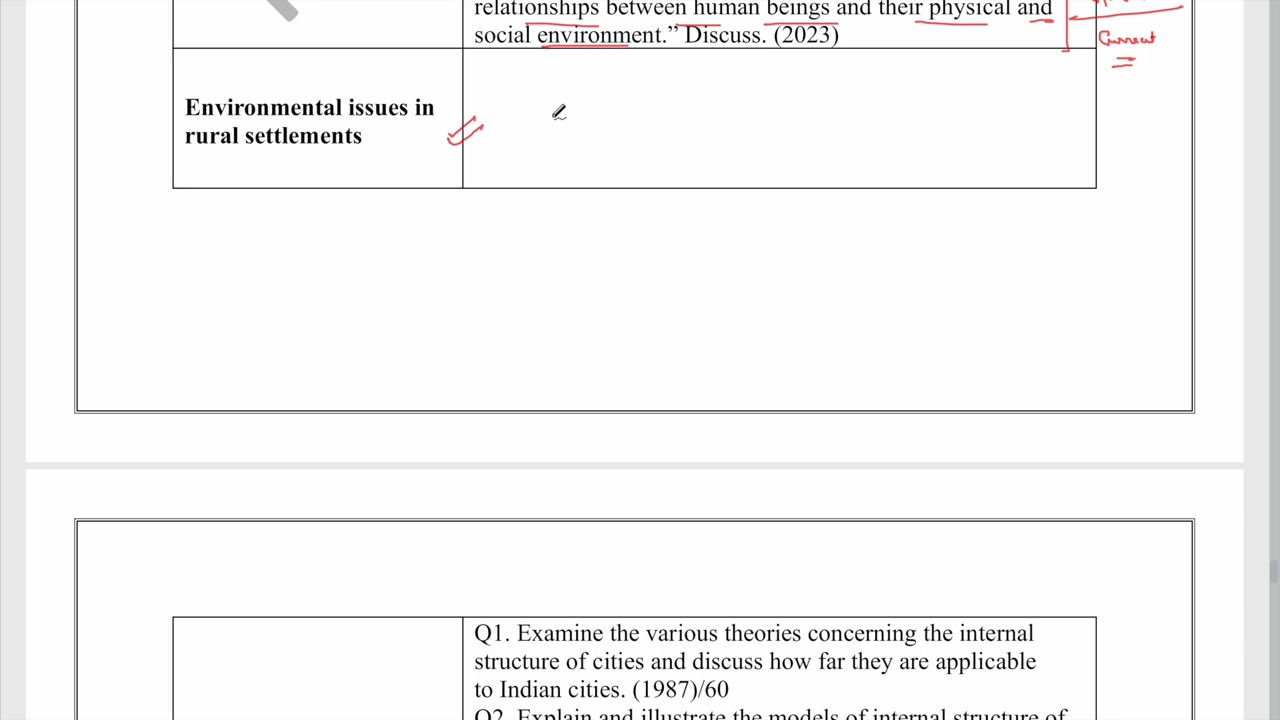 relationships between human beings and their physical and
social environment.” Discuss. (2023)
Current
Environmental issues in
rural settlements
Q1. Examine the various theories concerning the internal
structure of cities and discuss how far they are applicable
to Indian cities. (1987)/60
Q2. Explain and illustrate the models of internal structure of